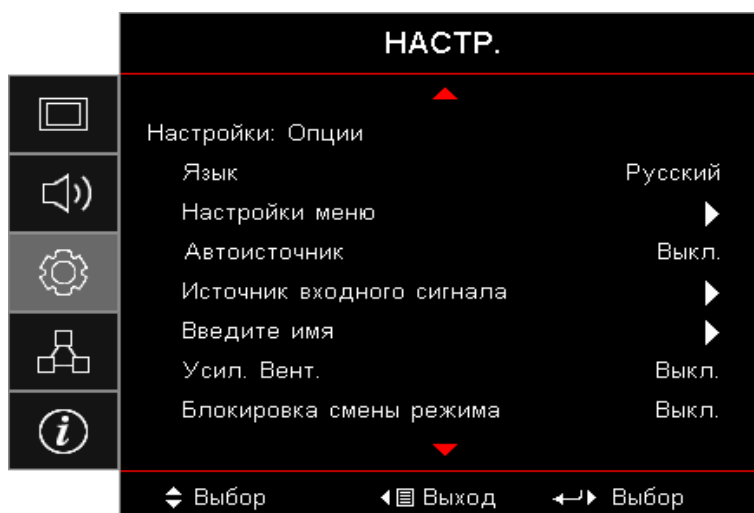 НАСТР.
Настройки: Опции
Язык Русский
Настройки меню
Автоисточник Выкл.
Источник входного сигнала
Введите имя
Усил. Вент. Выкл.
Блокировка смены режима Выкл.
Выбор Выход Выбор